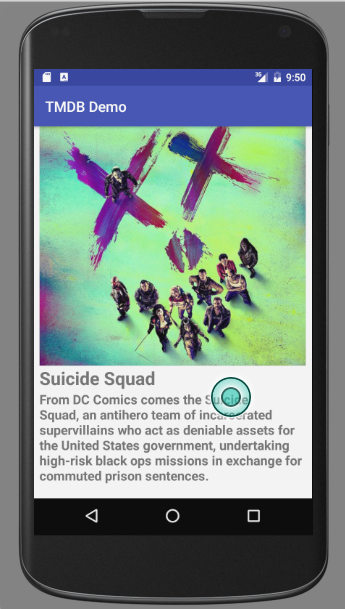 3G 9:50
TMDB Demo
Suicide Squad
From DC Comics comes the Suicide
Squad, an antihero team of incarcerated
supervillains who act as deniable assets for
the United States government, undertaking
high-risk black ops missions in exchange for
commuted prison sentences.